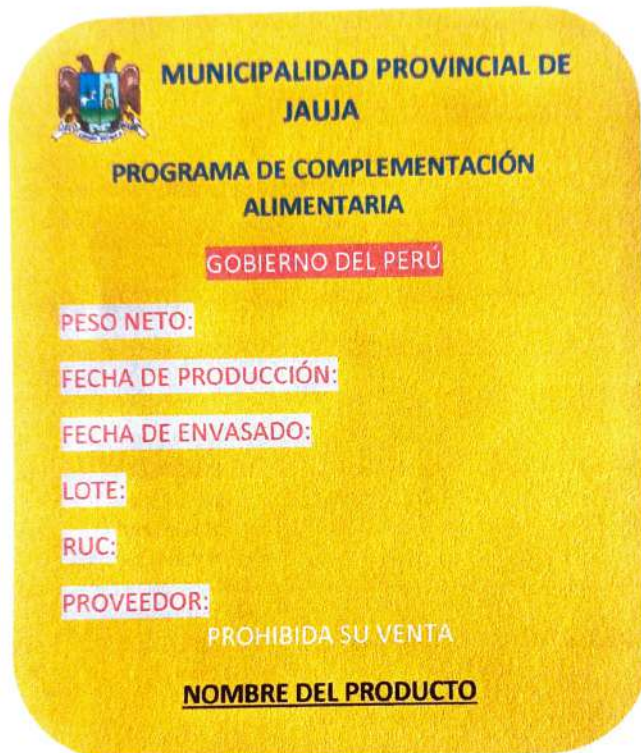 MUNICIPALIDAD PROVINCIAL DE
JAUJA
PROGRAMA DE COMPLEMENTACIÓN
ALIMENTARIA
GOBIERNO DEL PERÚ
PESO NETO:
FECHA DE PRODUCCIÓN:
FECHA DE ENVASADO:
LOTE:
RUC:
PROVEEDOR:
PROHIBIDA SU VENTA
NOMBRE DEL PRODUCTO